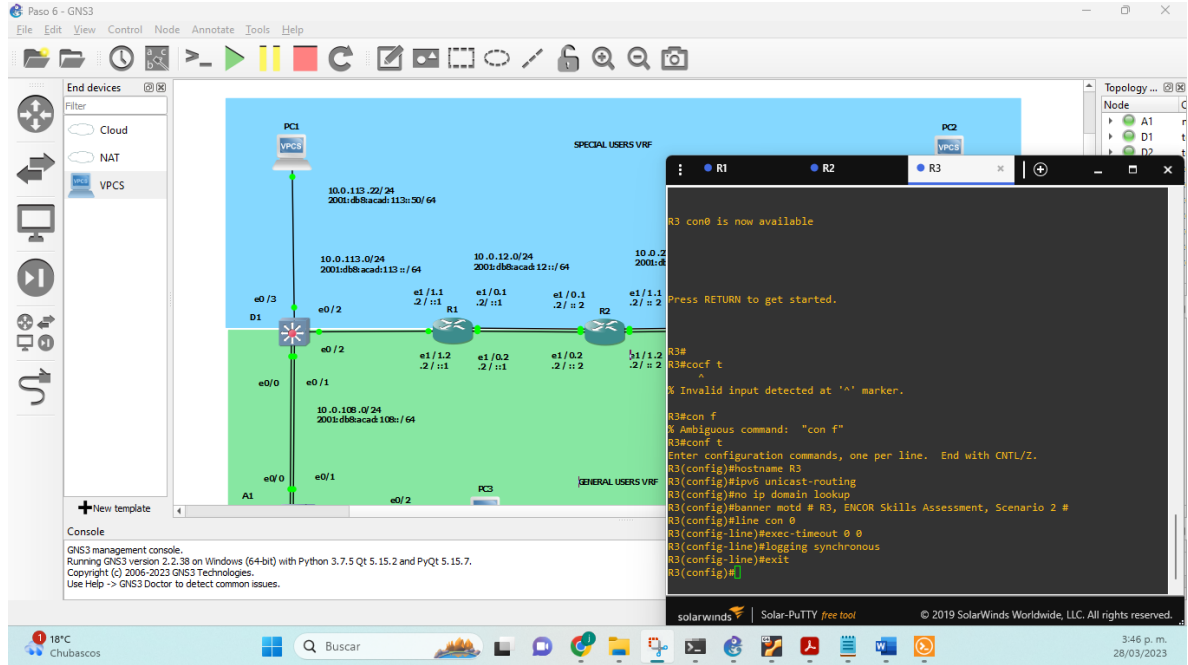 Paso 6 - GNS3
File Edit View Control Node Annotate Tools Help
End devices
Filter
Cloud
NAT
VPCS
New template
PC1
VPCS
SPECIAL USERS VRF
PC2
VPCS
10.0.113.22/24
2001:db8:acad:113::50/64
10.0.113.0/24
2001:db8:acad:113::/64
10.0.12.0/24
2001:db8:acad:12::/64
10.0.2
2001:d
e0/3
D1
e0/2
e1/1.1
.2/ ::1
R1
e1/0.1
.2/ ::1
e1/0.1
.2/ :: 2
R2
e1/1.1
.2/ :: 2
e0/2
e1/1.2
.2/ ::1
e1/0.2
.2/ ::1
e1/0.2
.2/ :: 2
e1/1.2
.2/ :: 2
e0/0
e0/1
10.0.108.0/24
2001:db8:acad:108::/64
e0/0
e0/1
A1
e0/2
PC3
GENERAL USERS VRF
Topology ...
Node
A1
D1
D2
Console
GNS3 management console.
Running GNS3 version 2.2.38 on Windows (64-bit) with Python 3.7.5 Qt 5.15.2 and PyQt 5.15.7.
Copyright (c) 2006-2023 GNS3 Technologies.
Use Help -> GNS3 Doctor to detect common issues.
R1
R2
R3
R3 con0 is now available
Press RETURN to get started.
R3#
R3#cocf t
^
% Invalid input detected at '^' marker.
R3#con f
% Ambiguous command: "con f"
R3#conf t
Enter configuration commands, one per line. End with CNTL/Z.
R3(config)#hostname R3
R3(config)#ipv6 unicast-routing
R3(config)#no ip domain lookup
R3(config)#banner motd # R3, ENCOR Skills Assessment, Scenario 2 #
R3(config)#line con 0
R3(config-line)#exec-timeout 0 0
R3(config-line)#logging synchronous
R3(config-line)#exit
R3(config)#
solarwinds
Solar-PuTTY free tool
© 2019 SolarWinds Worldwide, LLC. All rights reserved.
1
18°C
Chubascos
Buscar
3:46 p. m.
28/03/2023